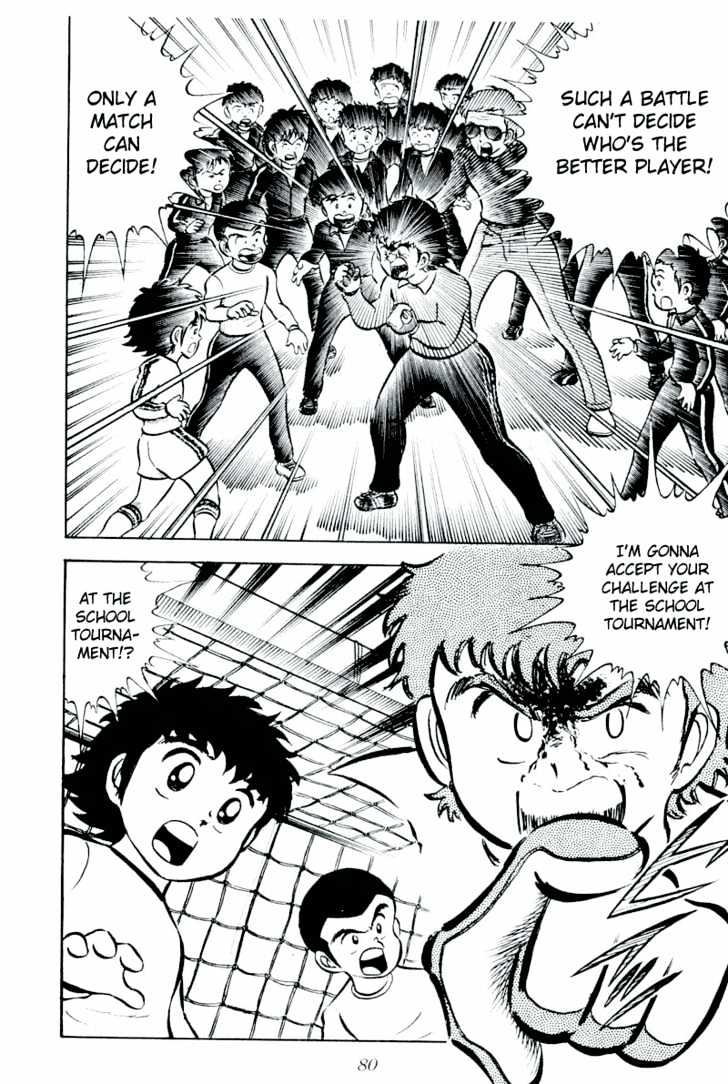 SUCH A BATTLE
CAN'T DECIDE
WHO'S THE
BETTER PLAYER!
ONLY A
MATCH
CAN
DECIDE!
I'M GONNA
ACCEPT YOUR
CHALLENGE AT
THE SCHOOL
TOURNAMENT!
AT THE
SCHOOL
TOURNA-
MENT!?
80